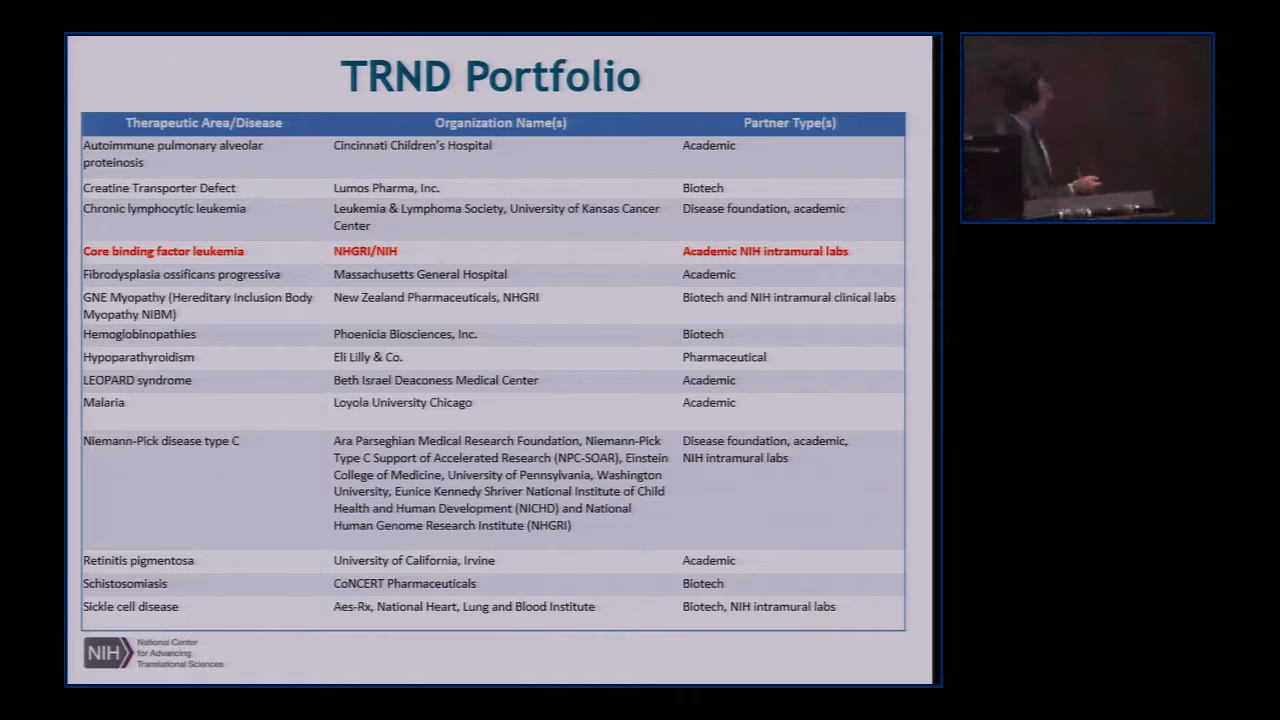 TRND Portfolio
Therapeutic Area/Disease Organization Name(s) Partner Type(s)
Autoimmune pulmonary alveolar Cincinnati Children's Hospital Academic
proteinosis
Creatine Transporter Defect Lumos Pharma, Inc. Biotech
Chronic lymphocytic leukemia Leukemia & Lymphoma Society, University of Kansas Cancer Disease foundation, academic
Center
Core binding factor leukemia NHGRI/NIH Academic NIH intramural labs
Fibrodysplasia ossificans progressiva Massachusetts General Hospital Academic
GNE Myopathy (Hereditary Inclusion Body New Zealand Pharmaceuticals, NHGRI Biotech and NIH intramural clinical labs
Myopathy NIBM)
Hemoglobinopathies Phoenicia Biosciences, Inc. Biotech
Hypoparathyroidism Eli Lilly & Co. Pharmaceutical
LEOPARD syndrome Beth Israel Deaconess Medical Center Academic
Malaria Loyola University Chicago Academic
Niemann-Pick disease type C Ara Parseghian Medical Research Foundation, Niemann-Pick Disease foundation, academic,
Type C Support of Accelerated Research (NPC-SOAR), Einstein NIH intramural labs
College of Medicine, University of Pennsylvania, Washington
University, Eunice Kennedy Shriver National Institute of Child
Health and Human Development (NICHD) and National
Human Genome Research Institute (NHGRI)
Retinitis pigmentosa University of California, Irvine Academic
Schistosomiasis CoNCERT Pharmaceuticals Biotech
Sickle cell disease Aes-Rx, National Heart, Lung and Blood Institute Biotech, NIH intramural labs
NIH National Center
for Advancing
Translational Sciences